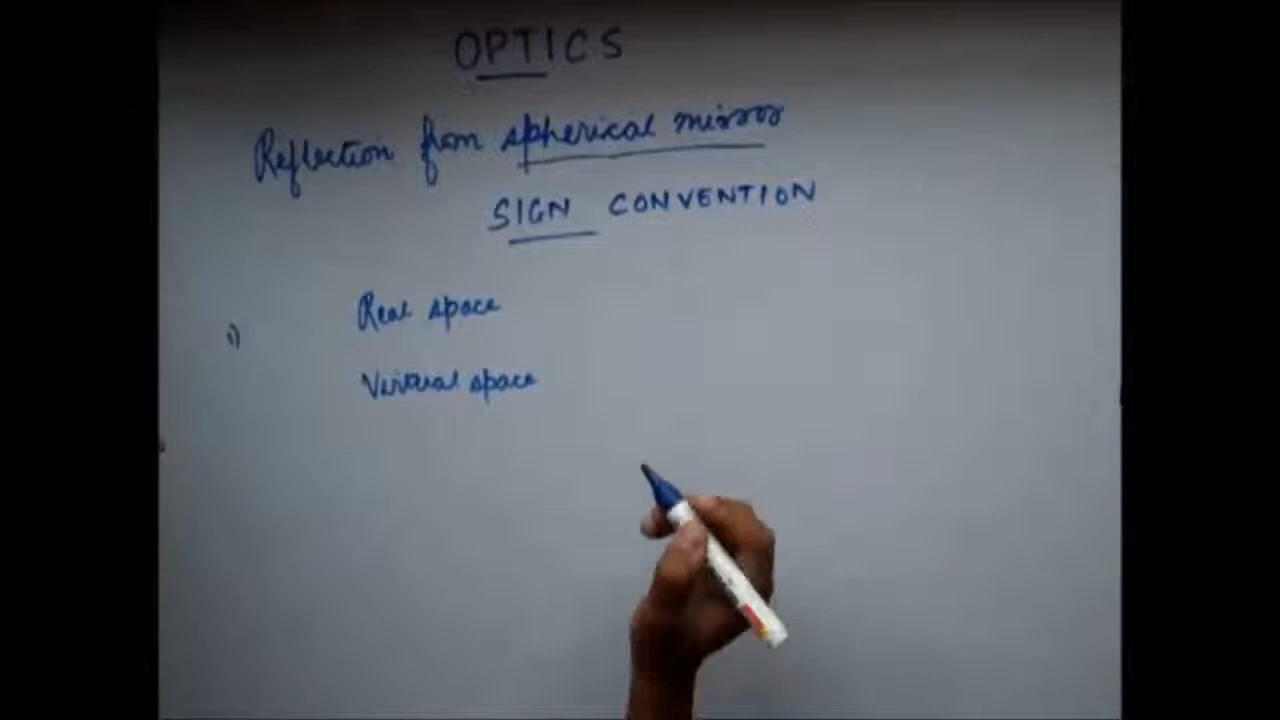 OPTICS
Reflection from spherical mirror
SIGN CONVENTION
Real space
i)
Virtual space